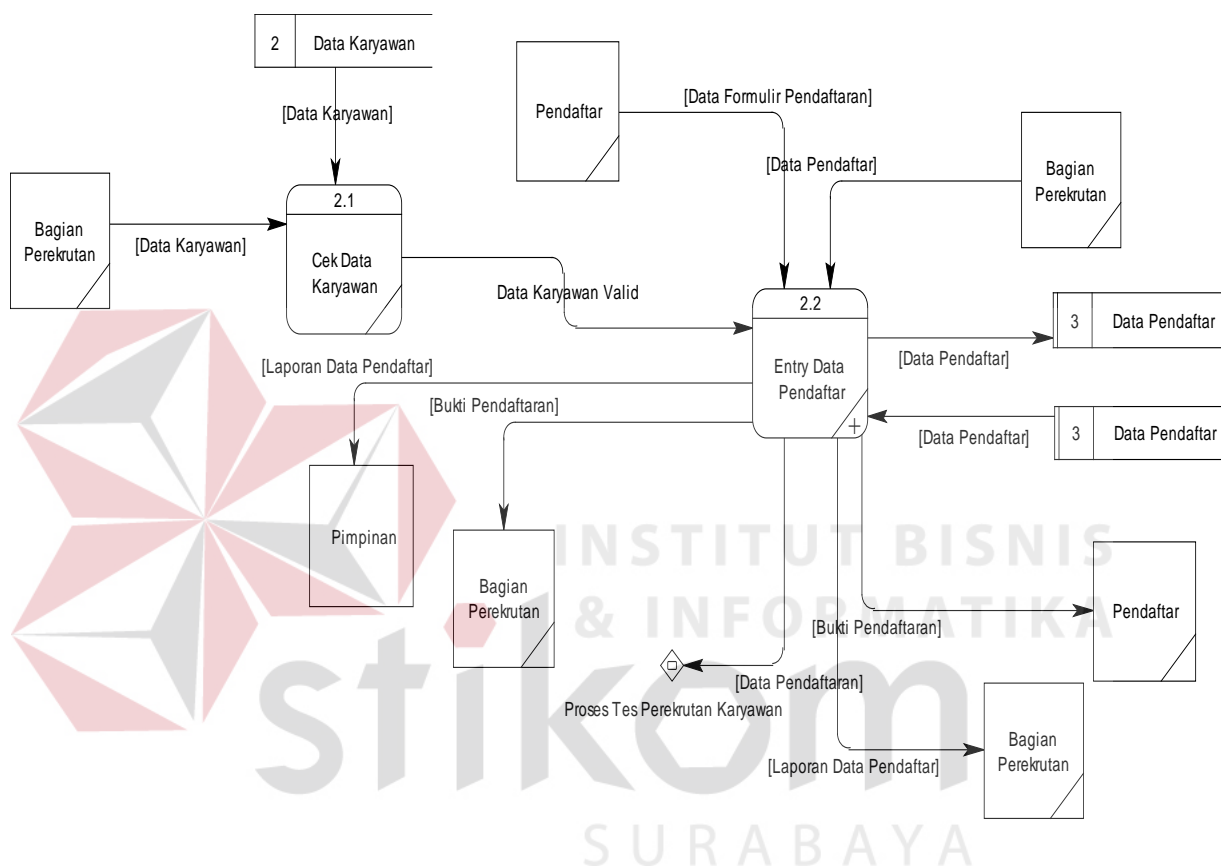 2
Data Karyawan
[Data Karyawan]
Pendaftar
[Data Formulir Pendaftaran]
[Data Pendaftar]
Bagian
Perekrutan
Bagian
Perekrutan
[Data Karyawan]
2.1
Cek Data
Karyawan
Data Karyawan Valid
2.2
Entry Data
Pendaftar
3
Data Pendaftar
[Data Pendaftar]
3
Data Pendaftar
[Data Pendaftar]
[Laporan Data Pendaftar]
[Bukti Pendaftaran]
Pimpinan
Bagian
Perekrutan
INSTITUT BISNIS
& INFORMATIKA
Pendaftar
[Bukti Pendaftaran]
[Data Pendaftaran]
Proses Tes Perekrutan Karyawan
stikom
Bagian
Perekrutan
[Laporan Data Pendaftar]
SURABAYA